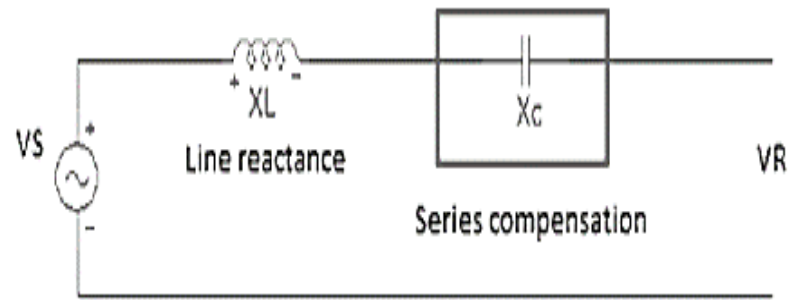 VS
XL
Line reactance
Xc
Series compensation
VR